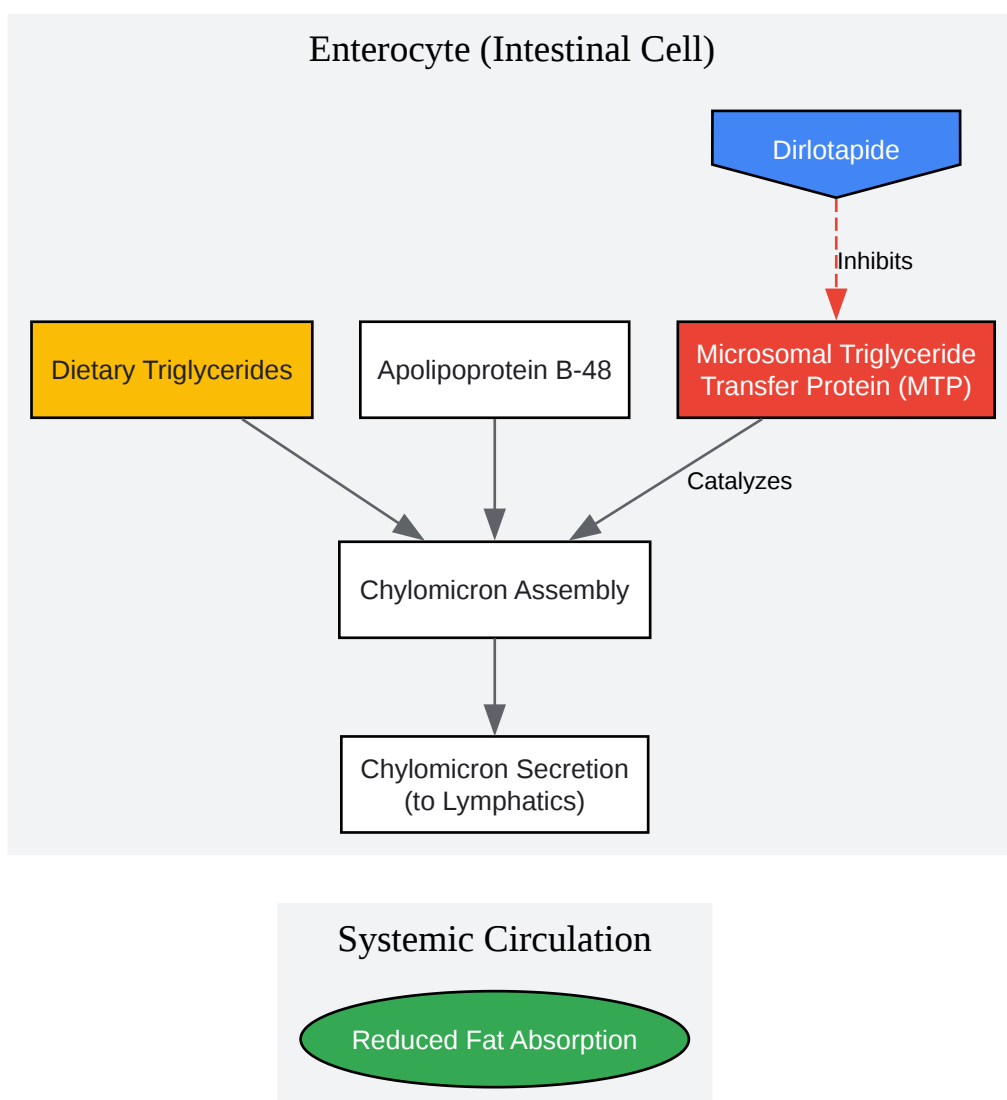 Enterocyte (Intestinal Cell)
Dirlotapide
Inhibits
Dietary Triglycerides
Apolipoprotein B-48
Microsomal Triglyceride
Transfer Protein (MTP)
Catalyzes
Chylomicron Assembly
Chylomicron Secretion
(to Lymphatics)
Systemic Circulation
Reduced Fat Absorption